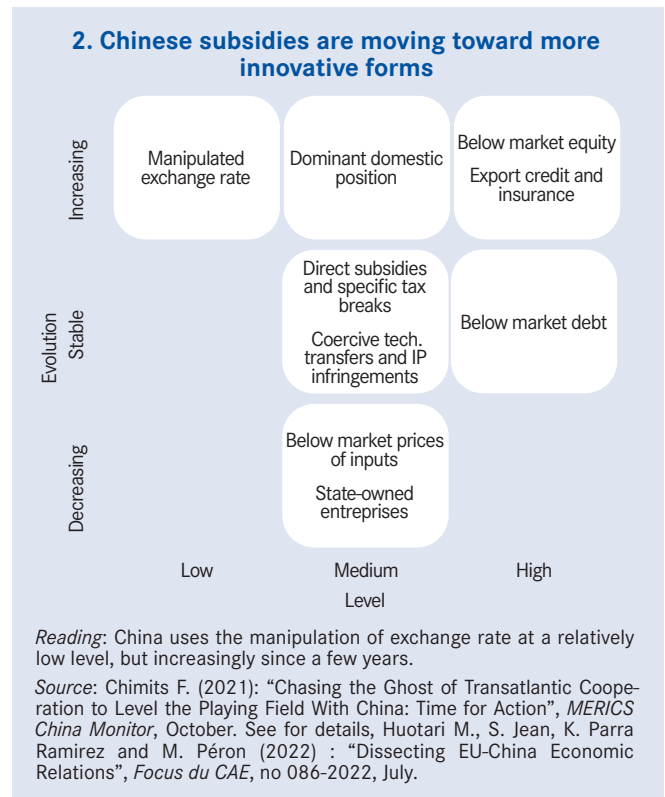 2. Chinese subsidies are moving toward more
innovative forms
Increasing
Manipulated
exchange rate
Dominant domestic
position
Below market equity
Export credit and
insurance
Evolution
Stable
Direct subsidies
and specific tax
breaks
Coercive tech.
transfers and IP
infringements
Below market debt
Decreasing
Below market prices
of inputs
State-owned
entreprises
Low
Medium
High
Level
Reading: China uses the manipulation of exchange rate at a relatively
low level, but increasingly since a few years.
Source: Chimits F. (2021): “Chasing the Ghost of Transatlantic Coope-
ration to Level the Playing Field With China: Time for Action”, MERICS
China Monitor, October. See for details, Huotari M., S. Jean, K. Parra
Ramirez and M. Péron (2022) : “Dissecting EU-China Economic
Relations”, Focus du CAE, no 086-2022, July.